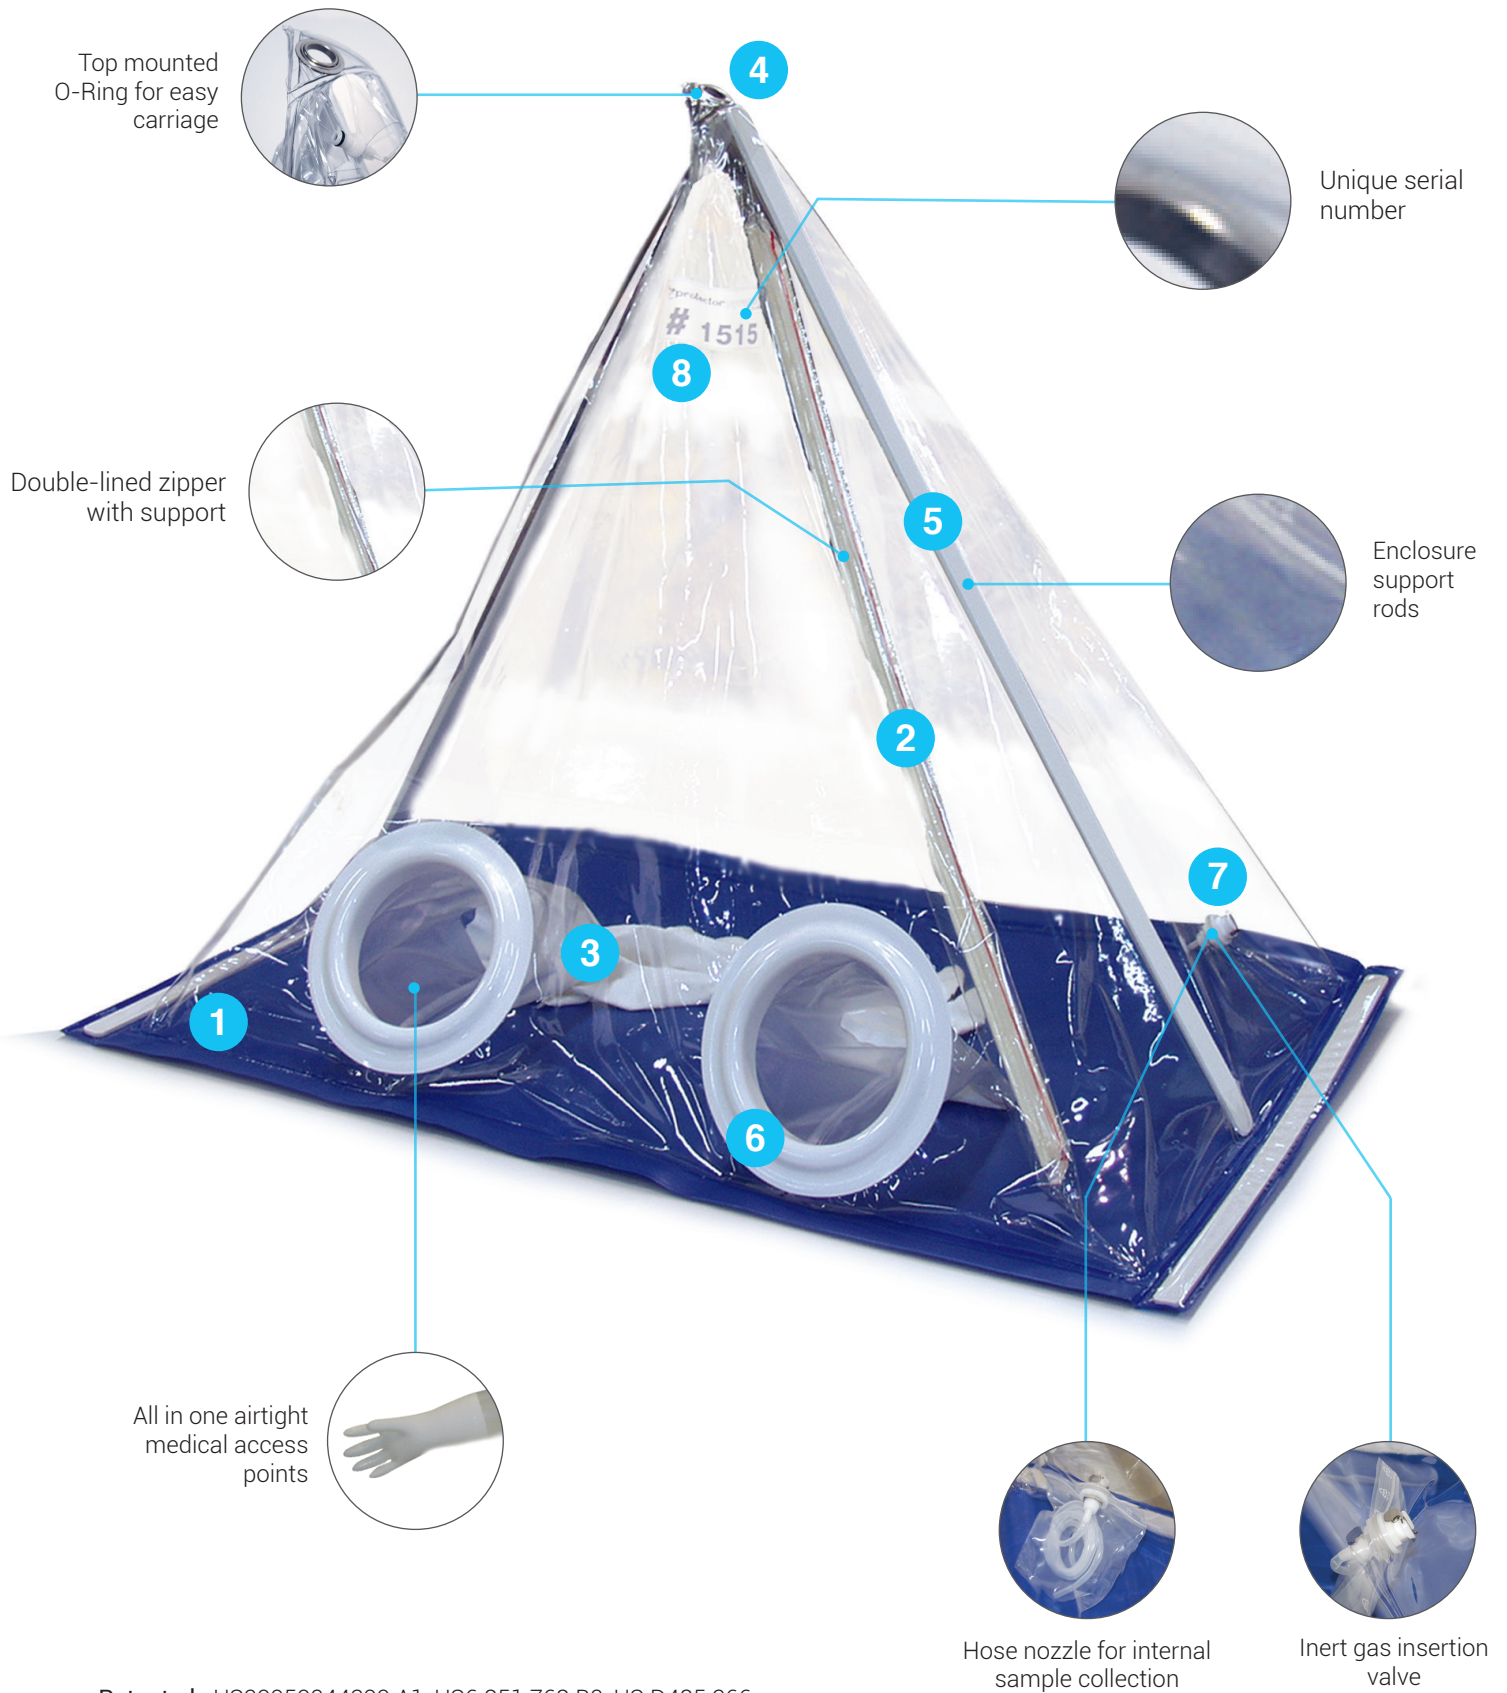 Top mounted
O-Ring for easy
carriage
4
Unique serial
number
protector
# 1515
8
Double-lined zipper
with support
5
Enclosure
support
rods
2
7
3
1
6
All in one airtight
medical access
points
Hose nozzle for internal
sample collection
Inert gas insertion
valve